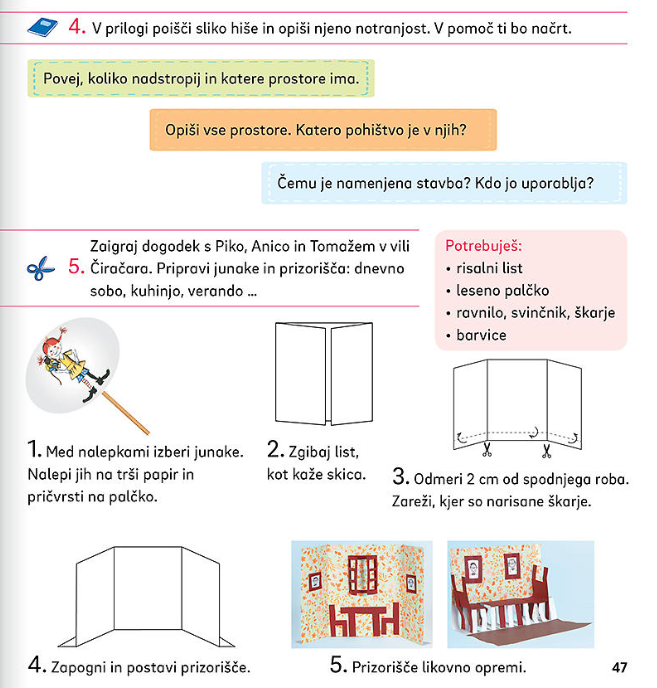 4. V prilogi poišči sliko hiše in opiši njeno notranjost. V pomoč ti bo načrt.
Povej, koliko nadstropij in katere prostore ima.
Opiši vse prostore. Katero pohištvo je v njih?
Čemu je namenjena stavba? Kdo jo uporablja?
5. Zaigraj dogodek s Piko, Anico in Tomažem v vili
Čiračara. Pripravi junake in prizorišča: dnevno
sobo, kuhinjo, verando ...
Potrebuješ:
• risalni list
• leseno palčko
• ravnilo, svinčnik, škarje
• barvice
1. Med nalepkami izberi junake.
Nalepi jih na trši papir in
pričvrsti na palčko.
2. Zgibaj list,
kot kaže skica.
3. Odmeri 2 cm od spodnjega roba.
Zareži, kjer so narisane škarje.
4. Zapogni in postavi prizorišče.
5. Prizorišče likovno opremi.
47